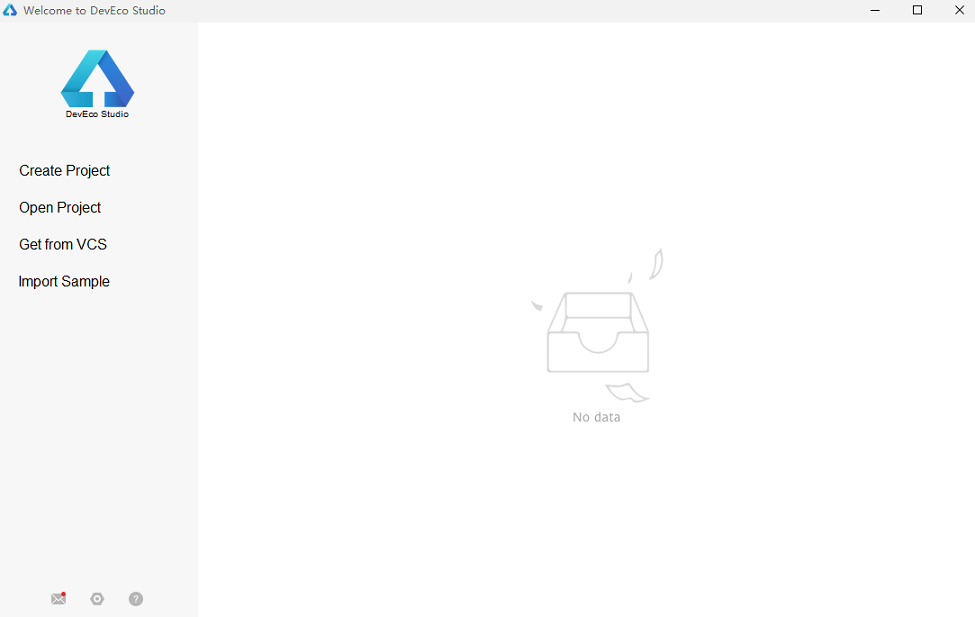 Welcome to DevEco Studio
DevEco Studio
Create Project
Open Project
Get from VCS
Import Sample
No data
?